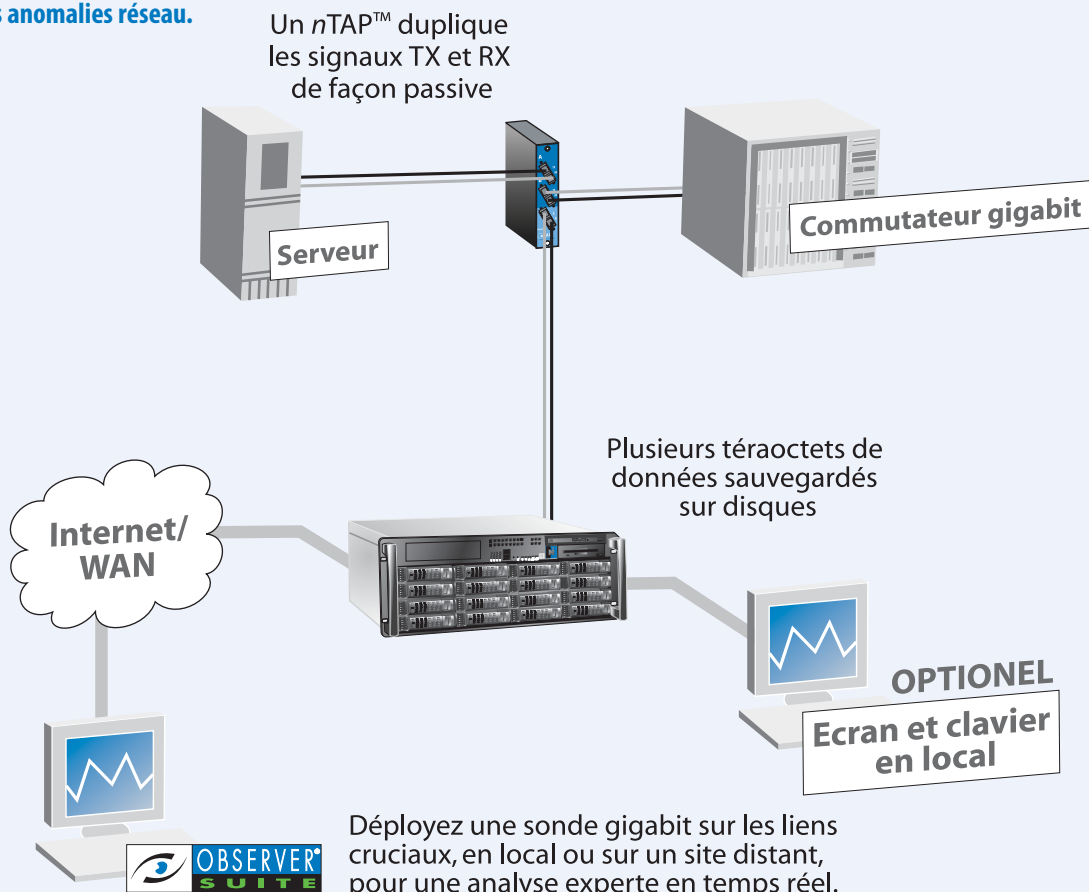 s anomalies réseau.
Un nTAP™ duplique
les signaux TX et RX
de façon passive
A
Serveur
Commutateur gigabit
Plusieurs téraoctets de
données sauvegardés
sur disques
Internet/
WAN
OPTIONEL
Ecran et clavier
en local
OBSERVER®
SUITE
Déployez une sonde gigabit sur les liens
cruciaux, en local ou sur un site distant,
pour une analyse experte en temps réel.